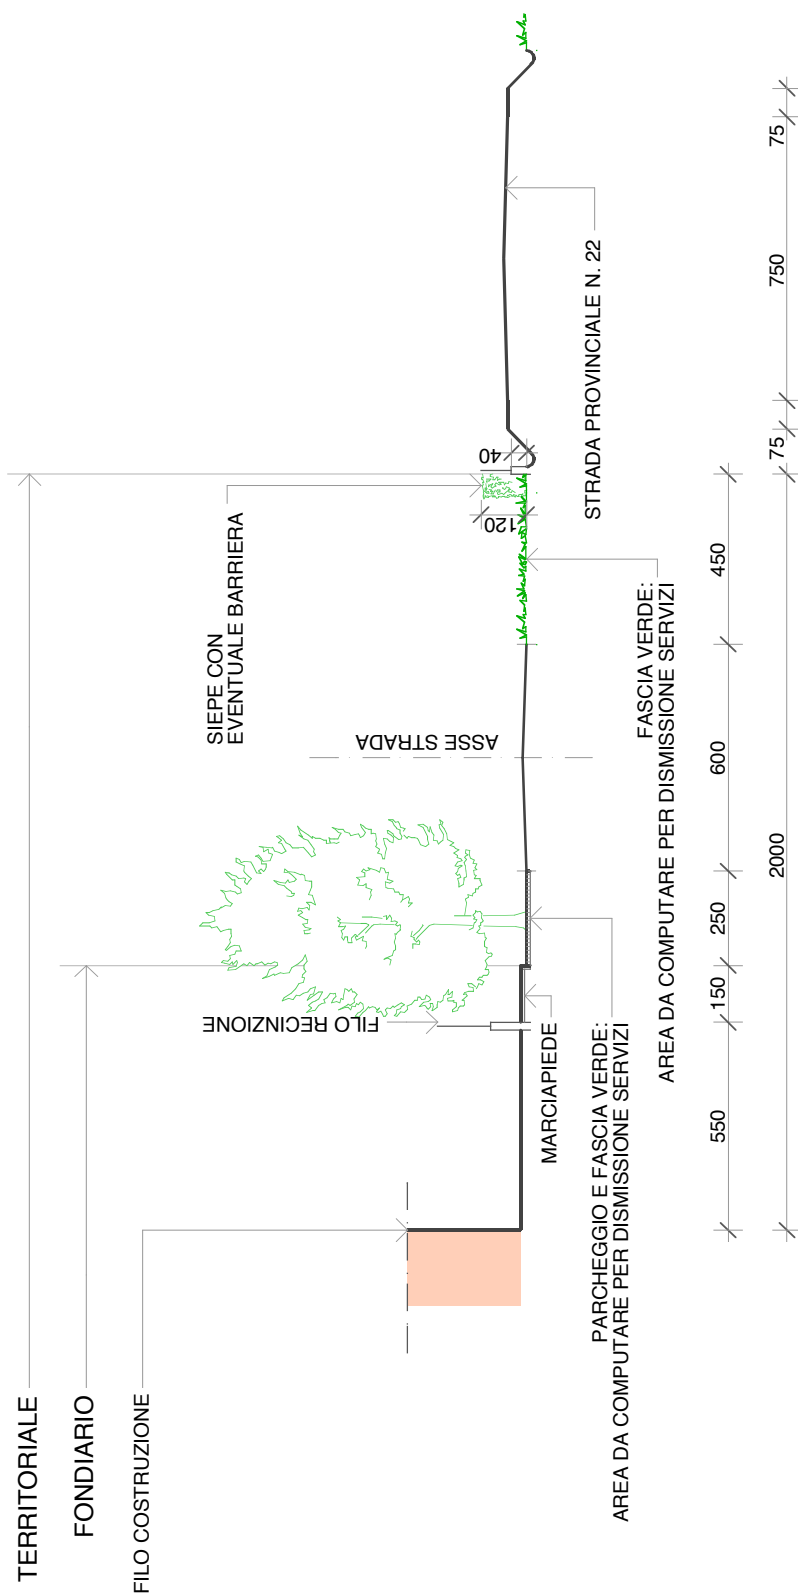 TERRITORIALE
FONDIARIO
FILO COSTRUZIONE
SIEPE CON
EVENTUALE BARRIERA
FILO RECINZIONE
ASSE STRADA
120
40
MARCIAPIEDE
STRADA PROVINCIALE N. 22
PARCHEGGIO E FASCIA VERDE:
AREA DA COMPUTARE PER DISMISSIONE SERVIZI
FASCIA VERDE:
AREA DA COMPUTARE PER DISMISSIONE SERVIZI
550
150
250
600
450
2000
75
750
75